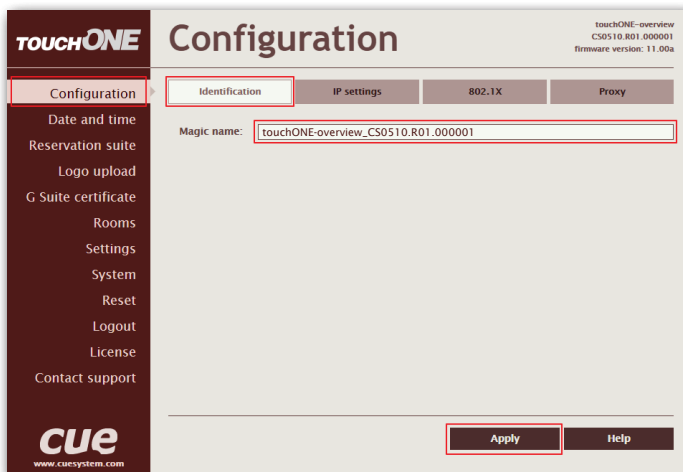 TOUCHONE
Configuration
touchONE-overview
CS0510.R01.000001
firmware version: 11.00a
Configuration
Date and time
Reservation suite
Logo upload
G Suite certificate
Rooms
Settings
System
Reset
Logout
License
Contact support
cue
www.cuesystem.com
Identification
IP settings
802.1X
Proxy
Magic name: touchONE-overview_CS0510.R01.000001
Apply
Help